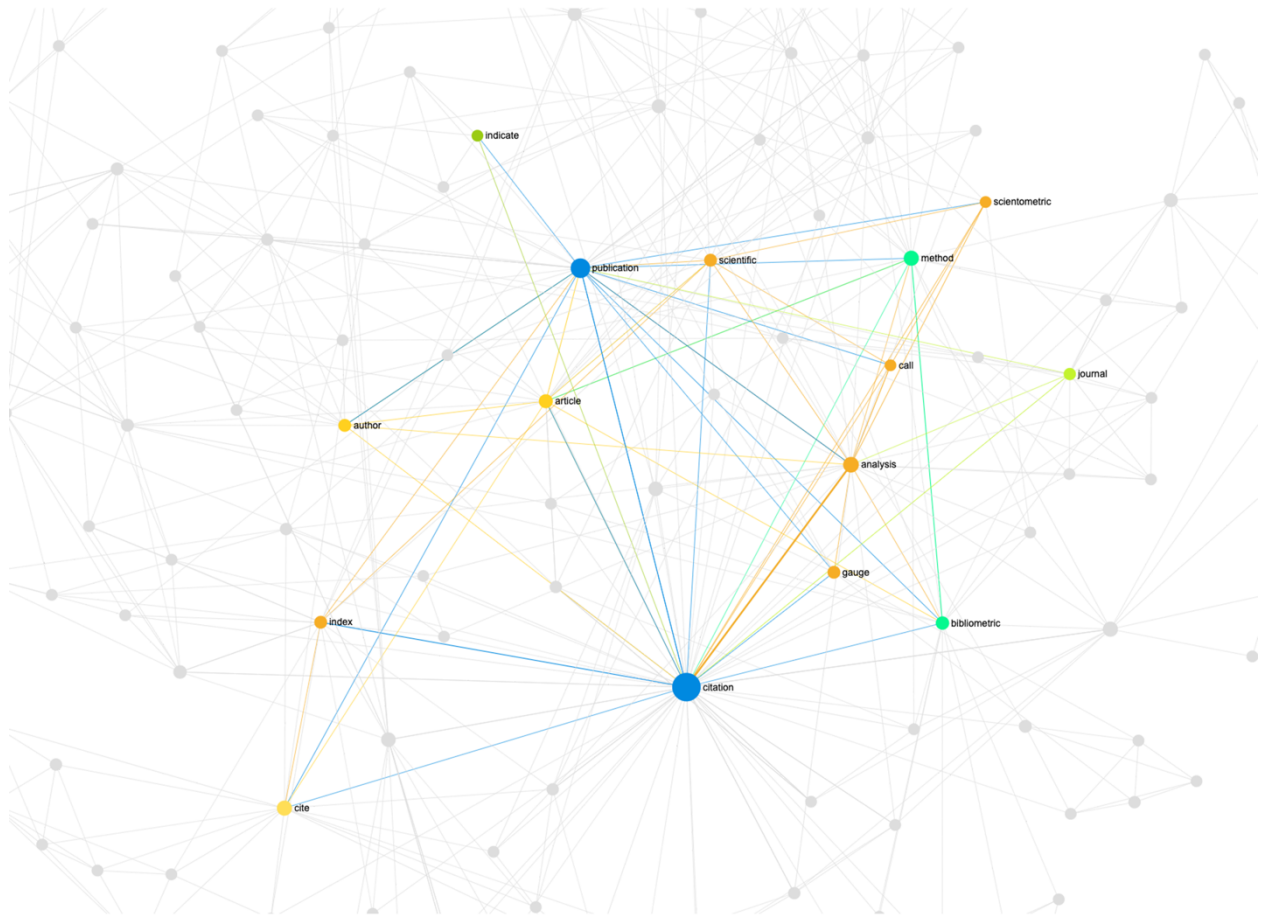 indicate
scientometric
method
scientific
publication
call
journal
article
author
analysis
gauge
index
bibliometric
citation
cite